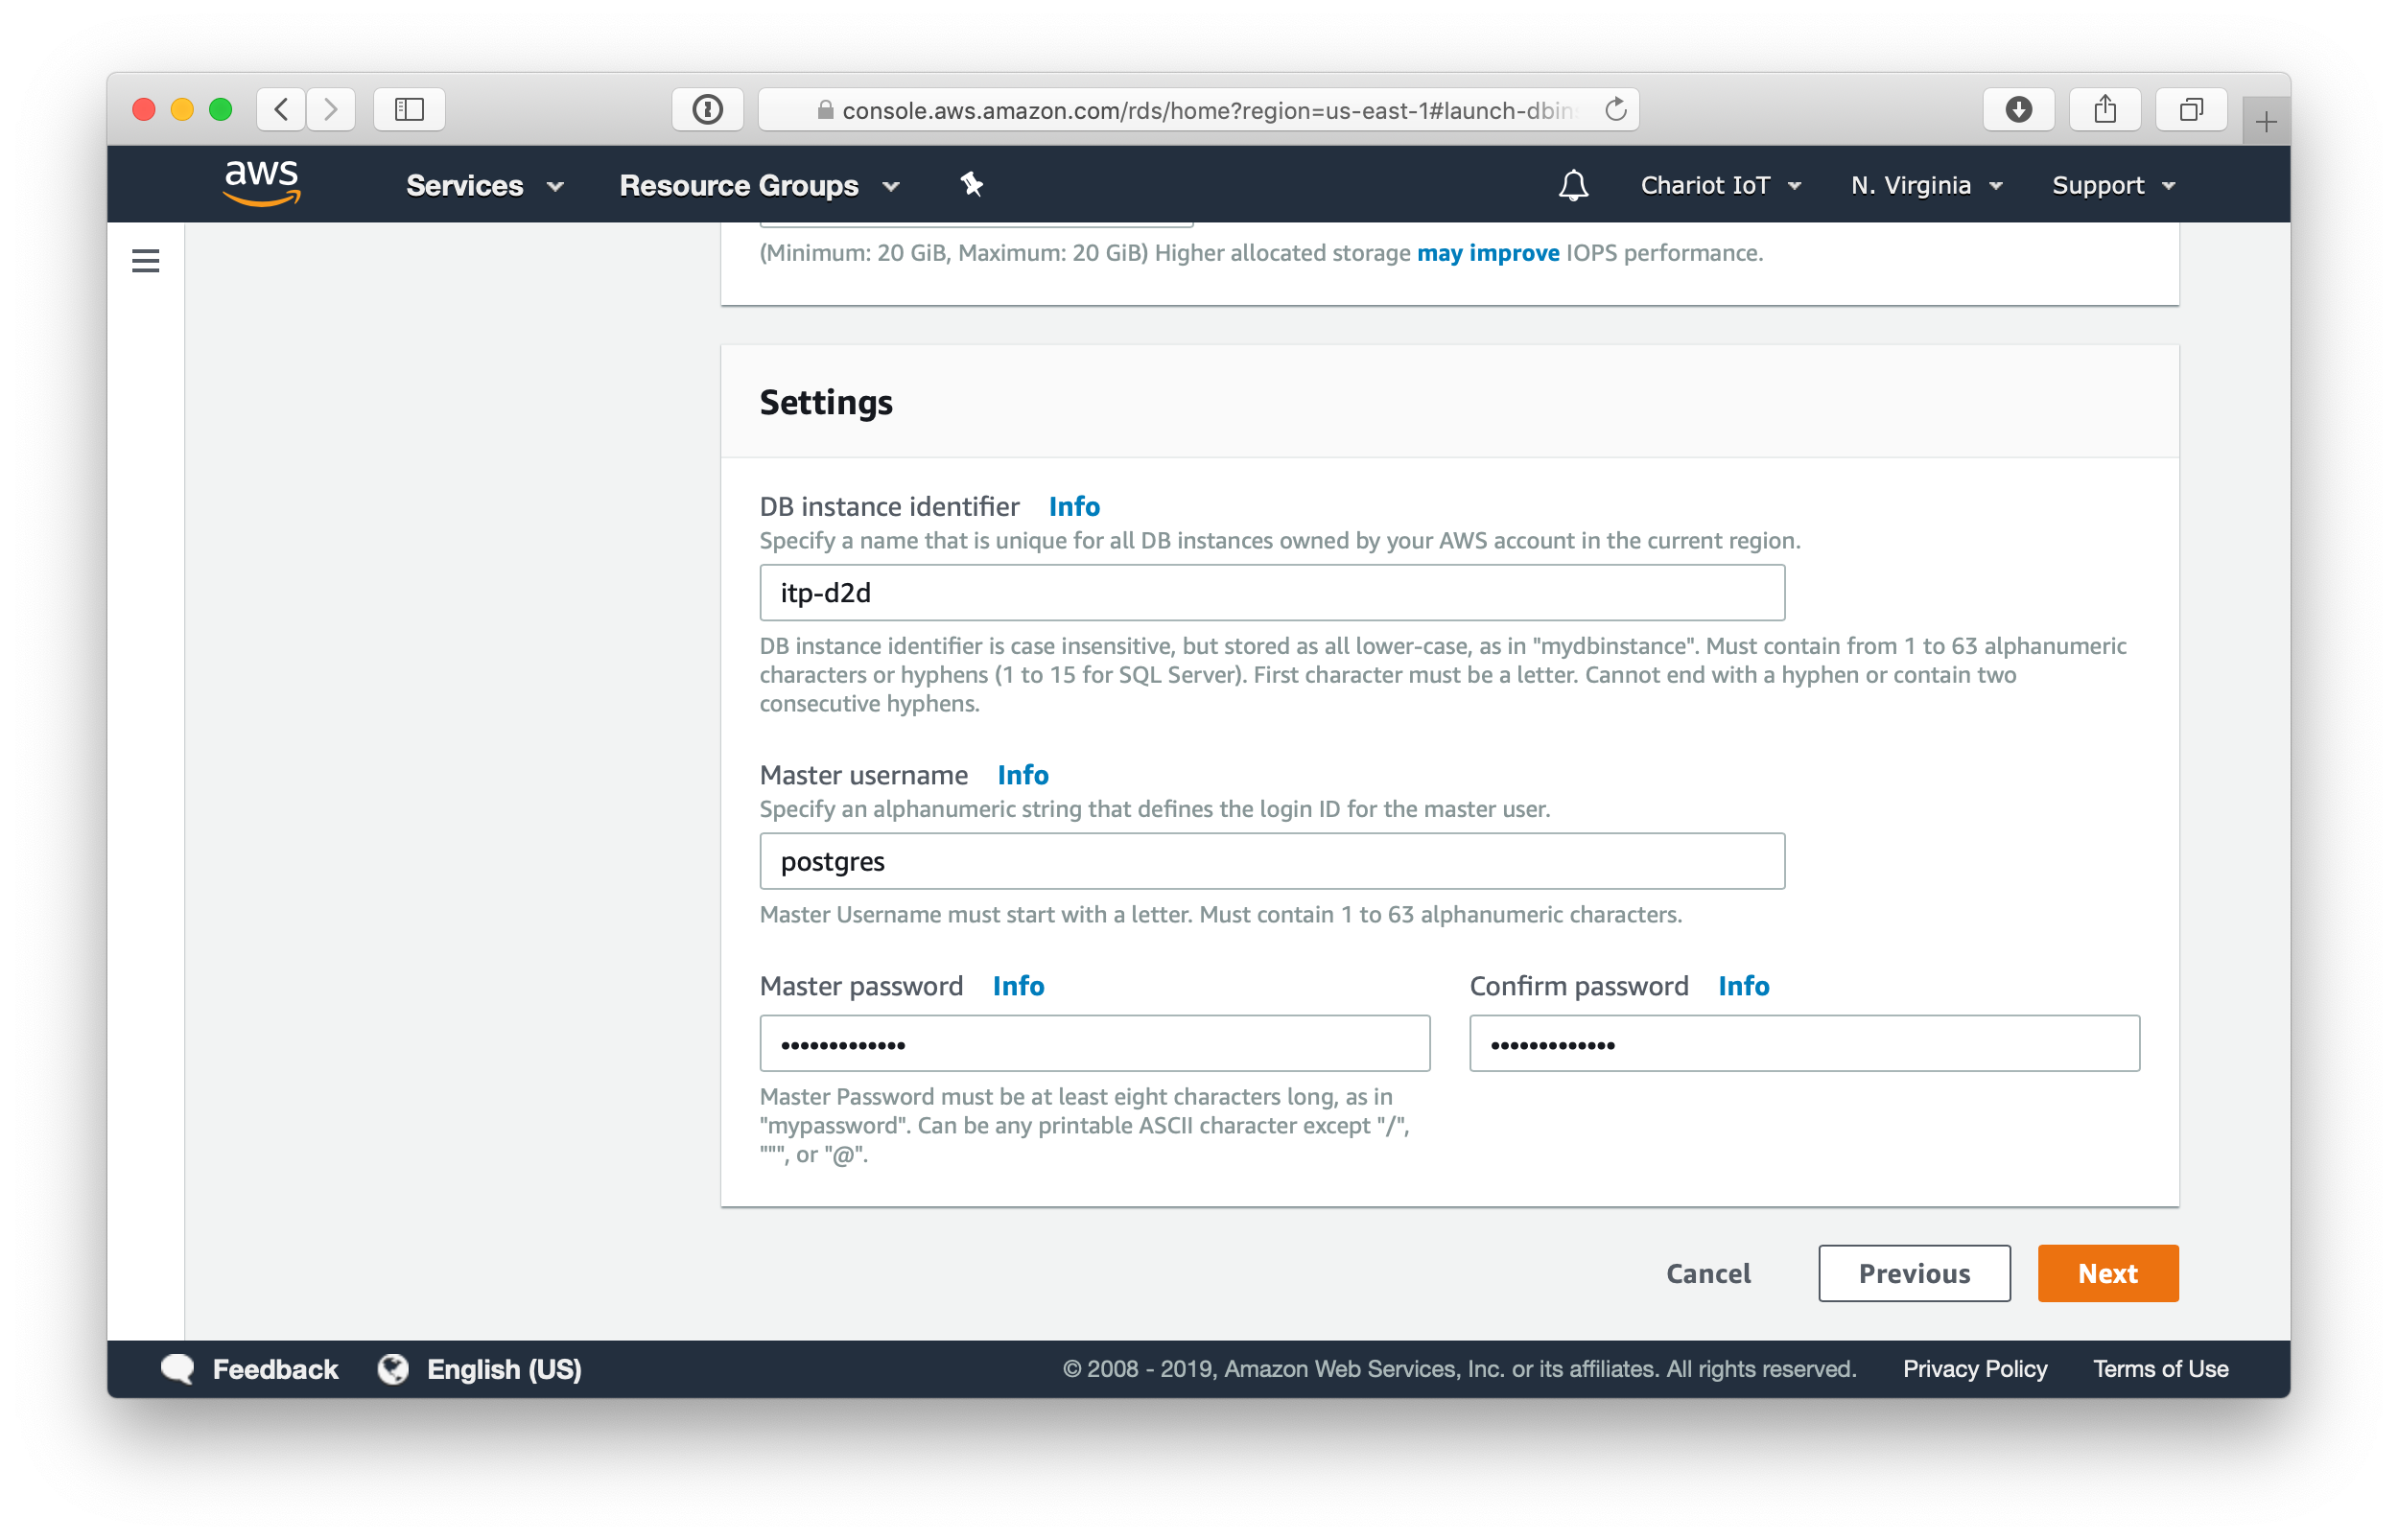 console.aws.amazon.com/rds/home?region=us-east-1#launch-dbin
aws Services Resource Groups Chariot IoT N. Virginia Support
(Minimum: 20 GiB, Maximum: 20 GiB) Higher allocated storage may improve IOPS performance.
Settings
DB instance identifier Info
Specify a name that is unique for all DB instances owned by your AWS account in the current region.
itp-d2d
DB instance identifier is case insensitive, but stored as all lower-case, as in "mydbinstance". Must contain from 1 to 63 alphanumeric
characters or hyphens (1 to 15 for SQL Server). First character must be a letter. Cannot end with a hyphen or contain two
consecutive hyphens.
Master username Info
Specify an alphanumeric string that defines the login ID for the master user.
postgres
Master Username must start with a letter. Must contain 1 to 63 alphanumeric characters.
Master password Info
•••••••••••••
Master Password must be at least eight characters long, as in
"mypassword". Can be any printable ASCII character except "/",
""", or "@".
Confirm password Info
•••••••••••••
Cancel Previous Next
Feedback English (US) © 2008 - 2019, Amazon Web Services, Inc. or its affiliates. All rights reserved. Privacy Policy Terms of Use